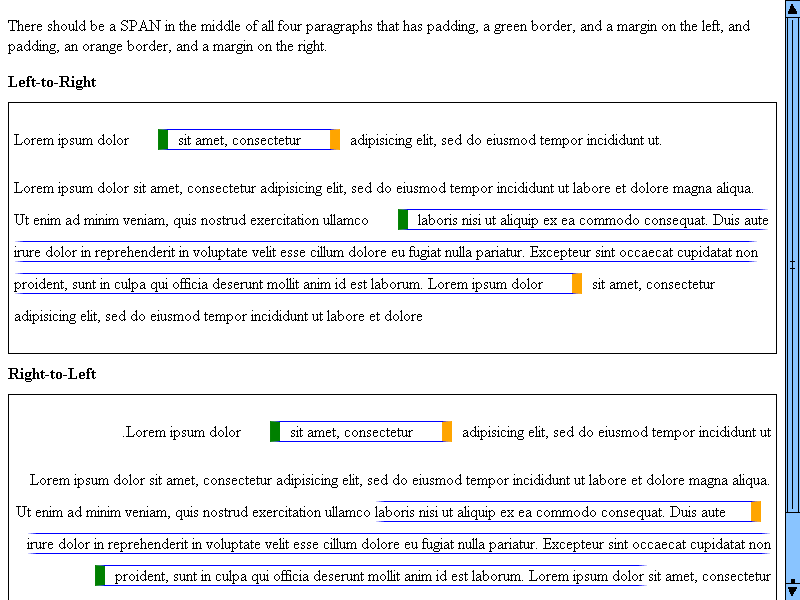 There should be a SPAN in the middle of all four paragraphs that has padding, a green border, and a margin on the left, and
padding, an orange border, and a margin on the right.
Left-to-Right
Lorem ipsum dolor sit amet, consectetur adipisicing elit, sed do eiusmod tempor incididunt ut.
Lorem ipsum dolor sit amet, consectetur adipisicing elit, sed do eiusmod tempor incididunt ut labore et dolore magna aliqua.
Ut enim ad minim veniam, quis nostrud exercitation ullamco laboris nisi ut aliquip ex ea commodo consequat. Duis aute
irure dolor in reprehenderit in voluptate velit esse cillum dolore eu fugiat nulla pariatur. Excepteur sint occaecat cupidatat non
proident, sunt in culpa qui officia deserunt mollit anim id est laborum. Lorem ipsum dolor sit amet, consectetur
adipisicing elit, sed do eiusmod tempor incididunt ut labore et dolore
Right-to-Left
.Lorem ipsum dolor sit amet, consectetur adipisicing elit, sed do eiusmod tempor incididunt ut
Lorem ipsum dolor sit amet, consectetur adipisicing elit, sed do eiusmod tempor incididunt ut labore et dolore magna aliqua.
Ut enim ad minim veniam, quis nostrud exercitation ullamco laboris nisi ut aliquip ex ea commodo consequat. Duis aute
irure dolor in reprehenderit in voluptate velit esse cillum dolore eu fugiat nulla pariatur. Excepteur sint occaecat cupidatat non
proident, sunt in culpa qui officia deserunt mollit anim id est laborum. Lorem ipsum dolor sit amet, consectetur